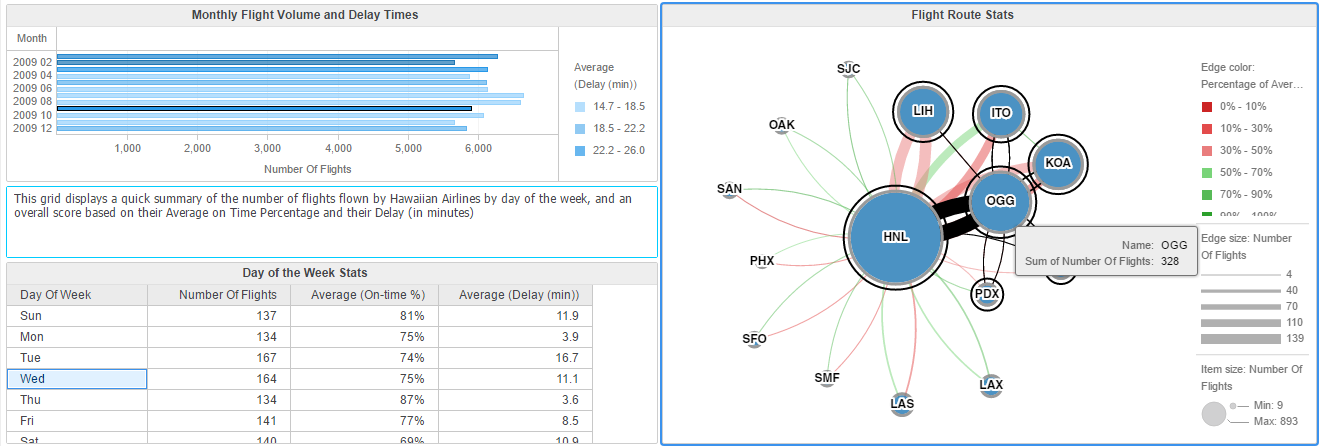 Monthly Flight Volume and Delay Times
Month
2009 02
2009 04
2009 06
2009 08
2009 10
2009 12
1,000 2,000 3,000 4,000 5,000 6,000
Number Of Flights
Average
(Delay (min))
14.7 - 18.5
18.5 - 22.2
22.2 - 26.0
This grid displays a quick summary of the number of flights flown by Hawaiian Airlines by day of the week, and an
overall score based on their Average on Time Percentage and their Delay (in minutes)
Day of the Week Stats
Day Of Week Number Of Flights Average (On-time %) Average (Delay (min))
Sun 137 81% 11.9
Mon 134 75% 3.9
Tue 167 74% 16.7
Wed 164 75% 11.1
Thu 134 87% 3.6
Fri 141 77% 8.5
Sat 140 69% 10.9
Flight Route Stats
SJC
LIH
ITO
OAK
KOA
SAN
OGG
HNL
PHX
PDX
SFO
SMF
LAS
LAX
Name: OGG
Sum of Number Of Flights: 328
Edge color:
Percentage of Aver...
0% - 10%
10% - 30%
30% - 50%
50% - 70%
70% - 90%
90% - 100%
Edge size: Number
Of Flights
4
40
70
110
139
Item size: Number Of
Flights
Min: 9
Max: 893